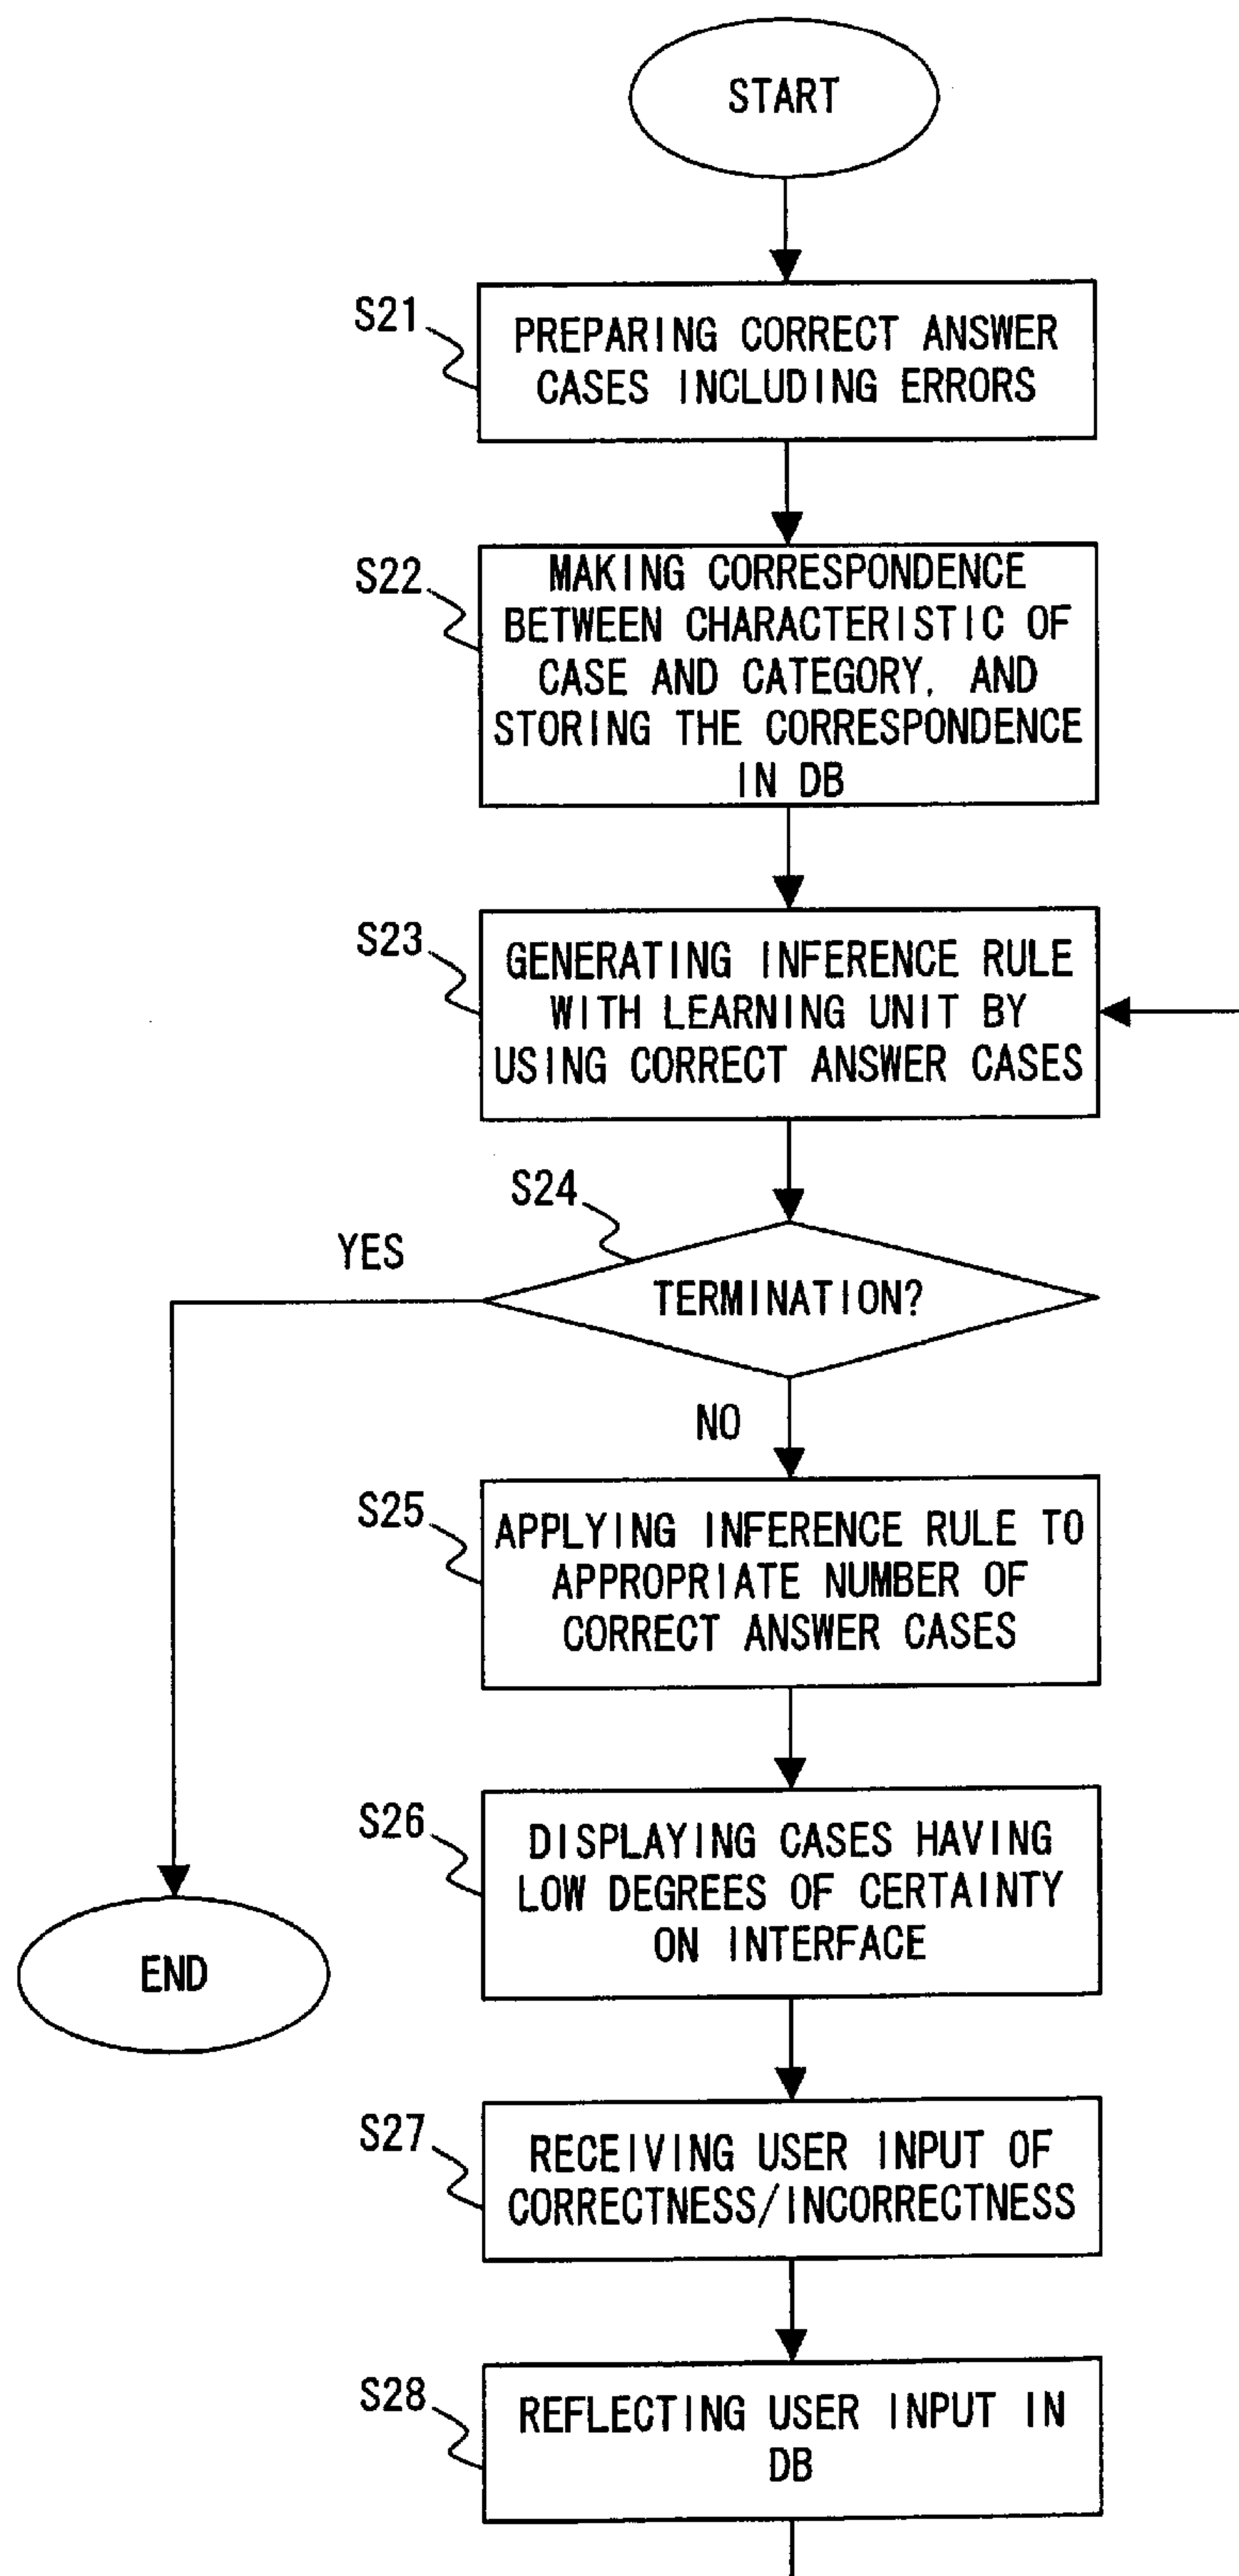 START
S21
PREPARING CORRECT ANSWER
CASES INCLUDING ERRORS
S22
MAKING CORRESPONDENCE
BETWEEN CHARACTERISTIC OF
CASE AND CATEGORY, AND
STORING THE CORRESPONDENCE
IN DB
S23
GENERATING INFERENCE RULE
WITH LEARNING UNIT BY
USING CORRECT ANSWER CASES
S24
YES
TERMINATION?
NO
S25
APPLYING INFERENCE RULE TO
APPROPRIATE NUMBER OF
CORRECT ANSWER CASES
S26
DISPLAYING CASES HAVING
LOW DEGREES OF CERTAINTY
ON INTERFACE
END
S27
RECEIVING USER INPUT OF
CORRECTNESS/INCORRECTNESS
S28
REFLECTING USER INPUT IN
DB